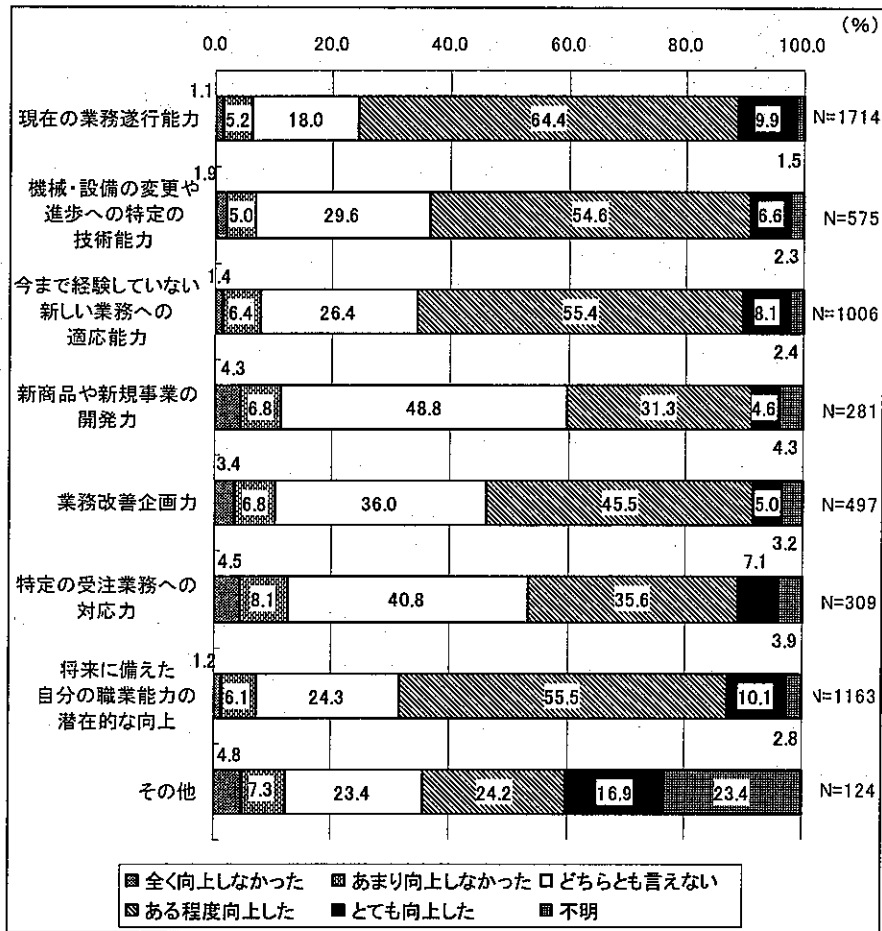 (%)
0.0 20.0 40.0 60.0 80.0 100.0
1.1
現在の業務遂行能力 5.2 18.0 64.4 9.9 N=1714
1.5
1.9
機械・設備の変更や
進歩への特定の
技術能力
5.0 29.6 54.6 6.6 N=575
2.3
1.4
今まで経験していない
新しい業務への
適応能力
6.4 26.4 55.4 8.1 N=1006
2.4
4.3
新商品や新規事業の
開発力
6.8 48.8 31.3 4.6 N=281
4.3
3.4
業務改善企画力 6.8 36.0 45.5 5.0 N=497
3.2
4.5 7.1
特定の受注業務への
対応力
8.1 40.8 35.6 N=309
3.9
1.2
将来に備えた
自分の職業能力の
潜在的な向上
6.1 24.3 55.5 10.1 N=1163
2.8
4.8
その他 7.3 23.4 24.2 16.9 23.4 N=124
全く向上しなかった あまり向上しなかった どちらとも言えない
ある程度向上した とても向上した 不明